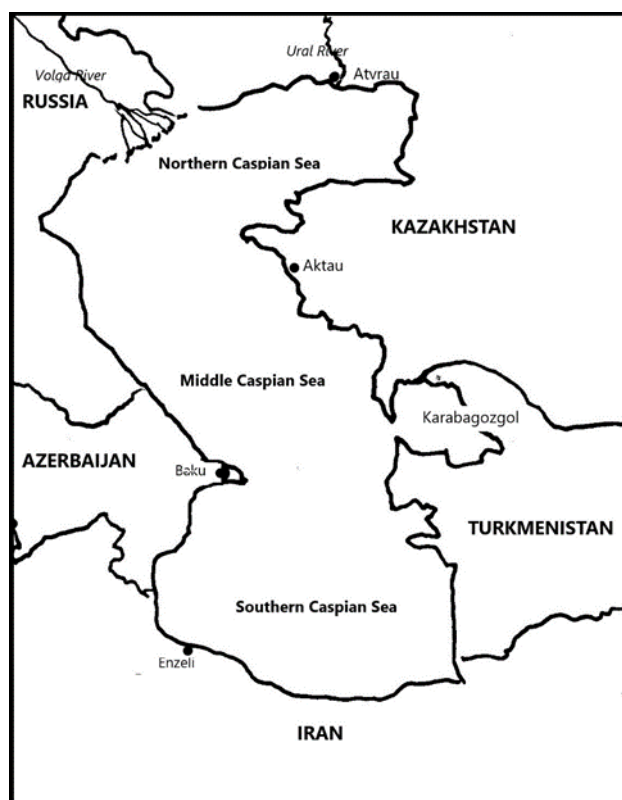 Ural River
Atvrau
Volga River
RUSSIA
Northern Caspian Sea
KAZAKHSTAN
Aktau
Middle Caspian Sea
Karabagozgol
AZERBAIJAN
Baku
TURKMENISTAN
Southern Caspian Sea
Enzeli
IRAN